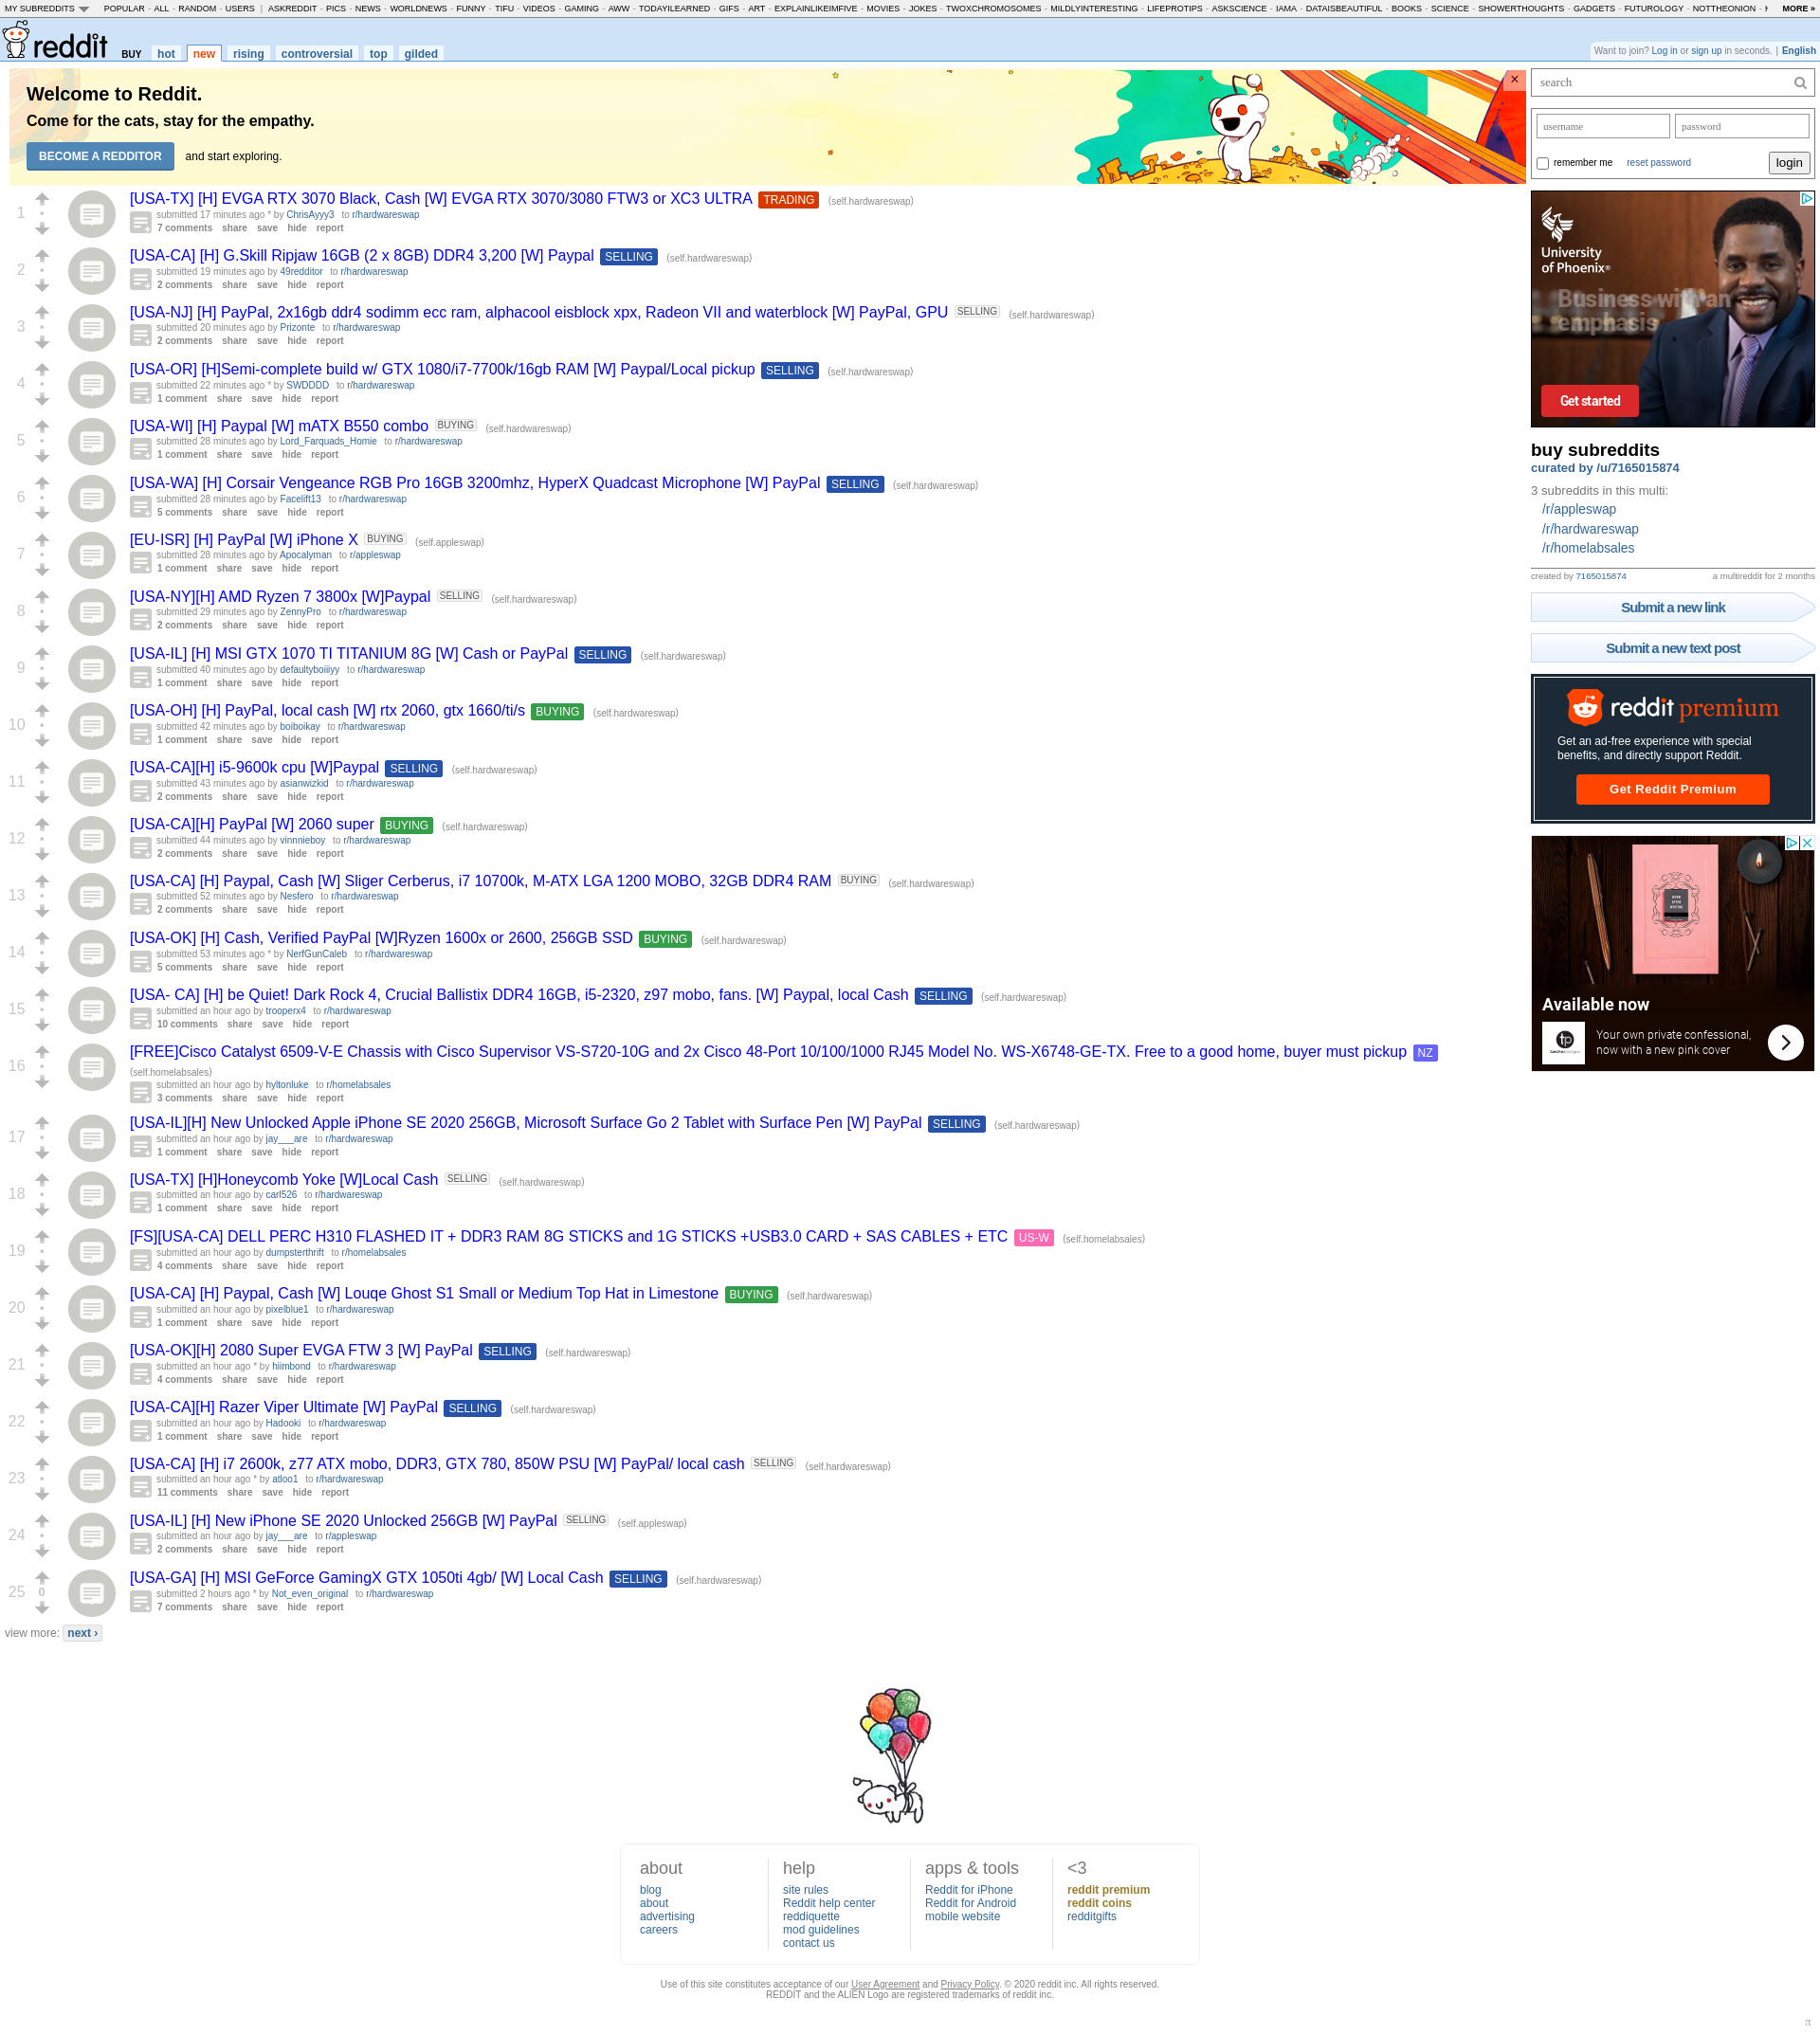 MY SUBREDDITS POPULAR - ALL - RANDOM - USERS | ASKREDDIT - PICS - NEWS - WORLDNEWS - FUNNY - TIFU - VIDEOS - GAMING - AWW - TODAYILEARNED - GIFS - ART - EXPLAINLIKEIMFIVE - MOVIES - JOKES - TWOXCHROMOSOMES - MILDLYINTERESTING - LIFEPROTIPS - ASKSCIENCE - IAMA - DATAISBEAUTIFUL - BOOKS - SCIENCE - SHOWERTHOUGHTS - GADGETS - FUTUROLOGY - NOTTHEONION - MORE »
reddit BUY hot new rising controversial top gilded
Want to join? Log in or sign up in seconds. | English
Welcome to Reddit.
Come for the cats, stay for the empathy.
BECOME A REDDITOR and start exploring.
×
1
[USA-TX] [H] EVGA RTX 3070 Black, Cash [W] EVGA RTX 3070/3080 FTW3 or XC3 ULTRA TRADING (self.hardwareswap)
submitted 17 minutes ago * by ChrisAyyy3 to r/hardwareswap
7 comments share save hide report
2
[USA-CA] [H] G.Skill Ripjaw 16GB (2 x 8GB) DDR4 3,200 [W] Paypal SELLING (self.hardwareswap)
submitted 19 minutes ago by 49redditor to r/hardwareswap
2 comments share save hide report
3
[USA-NJ] [H] PayPal, 2x16gb ddr4 sodimm ecc ram, alphacool eisblock xpx, Radeon VII and waterblock [W] PayPal, GPU SELLING (self.hardwareswap)
submitted 20 minutes ago by Prizonte to r/hardwareswap
2 comments share save hide report
4
[USA-OR] [H]Semi-complete build w/ GTX 1080/i7-7700k/16gb RAM [W] Paypal/Local pickup SELLING (self.hardwareswap)
submitted 22 minutes ago * by SWDDDD to r/hardwareswap
1 comment share save hide report
5
[USA-WI] [H] Paypal [W] mATX B550 combo BUYING (self.hardwareswap)
submitted 28 minutes ago by Lord_Farquads_Homie to r/hardwareswap
1 comment share save hide report
6
[USA-WA] [H] Corsair Vengeance RGB Pro 16GB 3200mhz, HyperX Quadcast Microphone [W] PayPal SELLING (self.hardwareswap)
submitted 28 minutes ago by Facelift13 to r/hardwareswap
5 comments share save hide report
7
[EU-ISR] [H] PayPal [W] iPhone X BUYING (self.appleswap)
submitted 28 minutes ago by Apocalyman to r/appleswap
1 comment share save hide report
8
[USA-NY][H] AMD Ryzen 7 3800x [W]Paypal SELLING (self.hardwareswap)
submitted 29 minutes ago by ZennyPro to r/hardwareswap
2 comments share save hide report
9
[USA-IL] [H] MSI GTX 1070 TI TITANIUM 8G [W] Cash or PayPal SELLING (self.hardwareswap)
submitted 40 minutes ago by defaultyboiiiyy to r/hardwareswap
1 comment share save hide report
10
[USA-OH] [H] PayPal, local cash [W] rtx 2060, gtx 1660/ti/s BUYING (self.hardwareswap)
submitted 42 minutes ago by boiboikay to r/hardwareswap
1 comment share save hide report
11
[USA-CA][H] i5-9600k cpu [W]Paypal SELLING (self.hardwareswap)
submitted 43 minutes ago by asianwizkid to r/hardwareswap
2 comments share save hide report
12
[USA-CA][H] PayPal [W] 2060 super BUYING (self.hardwareswap)
submitted 44 minutes ago by vinnnieboy to r/hardwareswap
2 comments share save hide report
13
[USA-CA] [H] Paypal, Cash [W] Sliger Cerberus, i7 10700k, M-ATX LGA 1200 MOBO, 32GB DDR4 RAM BUYING (self.hardwareswap)
submitted 52 minutes ago by Nesfero to r/hardwareswap
2 comments share save hide report
14
[USA-OK] [H] Cash, Verified PayPal [W]Ryzen 1600x or 2600, 256GB SSD BUYING (self.hardwareswap)
submitted 53 minutes ago * by NerfGunCaleb to r/hardwareswap
5 comments share save hide report
15
[USA- CA] [H] be Quiet! Dark Rock 4, Crucial Ballistix DDR4 16GB, i5-2320, z97 mobo, fans. [W] Paypal, local Cash SELLING (self.hardwareswap)
submitted an hour ago by trooperx4 to r/hardwareswap
10 comments share save hide report
16
[FREE]Cisco Catalyst 6509-V-E Chassis with Cisco Supervisor VS-S720-10G and 2x Cisco 48-Port 10/100/1000 RJ45 Model No. WS-X6748-GE-TX. Free to a good home, buyer must pickup NZ
(self.homelabsales)
submitted an hour ago by hyltonluke to r/homelabsales
3 comments share save hide report
17
[USA-IL][H] New Unlocked Apple iPhone SE 2020 256GB, Microsoft Surface Go 2 Tablet with Surface Pen [W] PayPal SELLING (self.hardwareswap)
submitted an hour ago by jay___are to r/hardwareswap
1 comment share save hide report
18
[USA-TX] [H]Honeycomb Yoke [W]Local Cash SELLING (self.hardwareswap)
submitted an hour ago by carl526 to r/hardwareswap
1 comment share save hide report
19
[FS][USA-CA] DELL PERC H310 FLASHED IT + DDR3 RAM 8G STICKS and 1G STICKS +USB3.0 CARD + SAS CABLES + ETC US-W (self.homelabsales)
submitted an hour ago by dumpsterthrift to r/homelabsales
4 comments share save hide report
20
[USA-CA] [H] Paypal, Cash [W] Louqe Ghost S1 Small or Medium Top Hat in Limestone BUYING (self.hardwareswap)
submitted an hour ago by pixelblue1 to r/hardwareswap
1 comment share save hide report
21
[USA-OK][H] 2080 Super EVGA FTW 3 [W] PayPal SELLING (self.hardwareswap)
submitted an hour ago * by hiimbond to r/hardwareswap
4 comments share save hide report
22
[USA-CA][H] Razer Viper Ultimate [W] PayPal SELLING (self.hardwareswap)
submitted an hour ago by Hadooki to r/hardwareswap
1 comment share save hide report
23
[USA-CA] [H] i7 2600k, z77 ATX mobo, DDR3, GTX 780, 850W PSU [W] PayPal/ local cash SELLING (self.hardwareswap)
submitted an hour ago * by atloo1 to r/hardwareswap
11 comments share save hide report
24
[USA-IL] [H] New iPhone SE 2020 Unlocked 256GB [W] PayPal SELLING (self.appleswap)
submitted an hour ago by jay___are to r/appleswap
2 comments share save hide report
25
0
[USA-GA] [H] MSI GeForce GamingX GTX 1050ti 4gb/ [W] Local Cash SELLING (self.hardwareswap)
submitted 2 hours ago * by Not_even_original to r/hardwareswap
7 comments share save hide report
view more: next ›
search
username password
remember me reset password login
University
of Phoenix®
Business with an
emphasis
Get started
buy subreddits
curated by /u/7165015874
3 subreddits in this multi:
/r/appleswap
/r/hardwareswap
/r/homelabsales
created by 7165015874 a multireddit for 2 months
Submit a new link
Submit a new text post
reddit premium
Get an ad-free experience with special
benefits, and directly support Reddit.
Get Reddit Premium
Available now
Your own private confessional,
now with a new pink cover
about
blog
about
advertising
careers
help
site rules
Reddit help center
reddiquette
mod guidelines
contact us
apps & tools
Reddit for iPhone
Reddit for Android
mobile website
<3
reddit premium
reddit coins
redditgifts
Use of this site constitutes acceptance of our User Agreement and Privacy Policy. © 2020 reddit inc. All rights reserved.
REDDIT and the ALIEN Logo are registered trademarks of reddit inc.
π